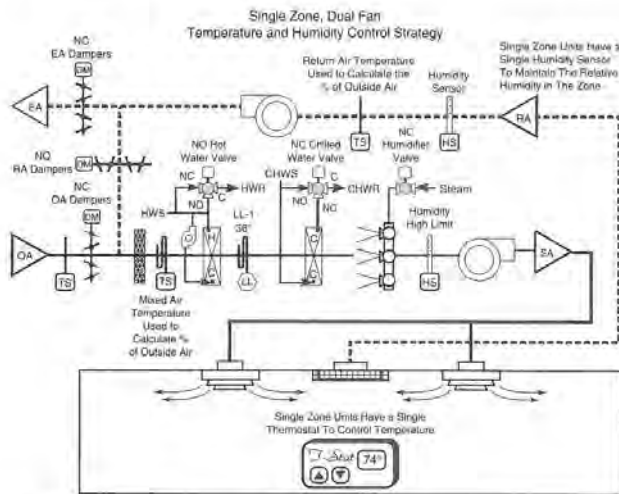 Single Zone, Dual Fan
Temperature and Humidity Control Strategy
NC
EA Dampers
DM
EA
Return Air Temperature
Used to Calculate the
% of Outside Air
Humidity
Sensor
Single Zone Units Have a
Single Humidity Sensor
To Maintain The Relative
Humidity in The Zone
RA
TS
HS
NO
RA Dampers
DM
NO Hot
Water Valve
NC
C
HWR
NO
HWS
NC Chilled
Water Valve
CHWS
C
CHWR
NO
NC
NC
Humidifier
Valve
Steam
NC
OA Dampers
DM
LL-1
38°
Humidity
High Limit
OA
TS
TS
H
C
LL
C
C
HS
SA
Mixed Air
Temperature
Used to
Calculate %
of Outside Air
Single Zone Units Have a Single
Thermostat To Control Temperature
T-Stat
74°